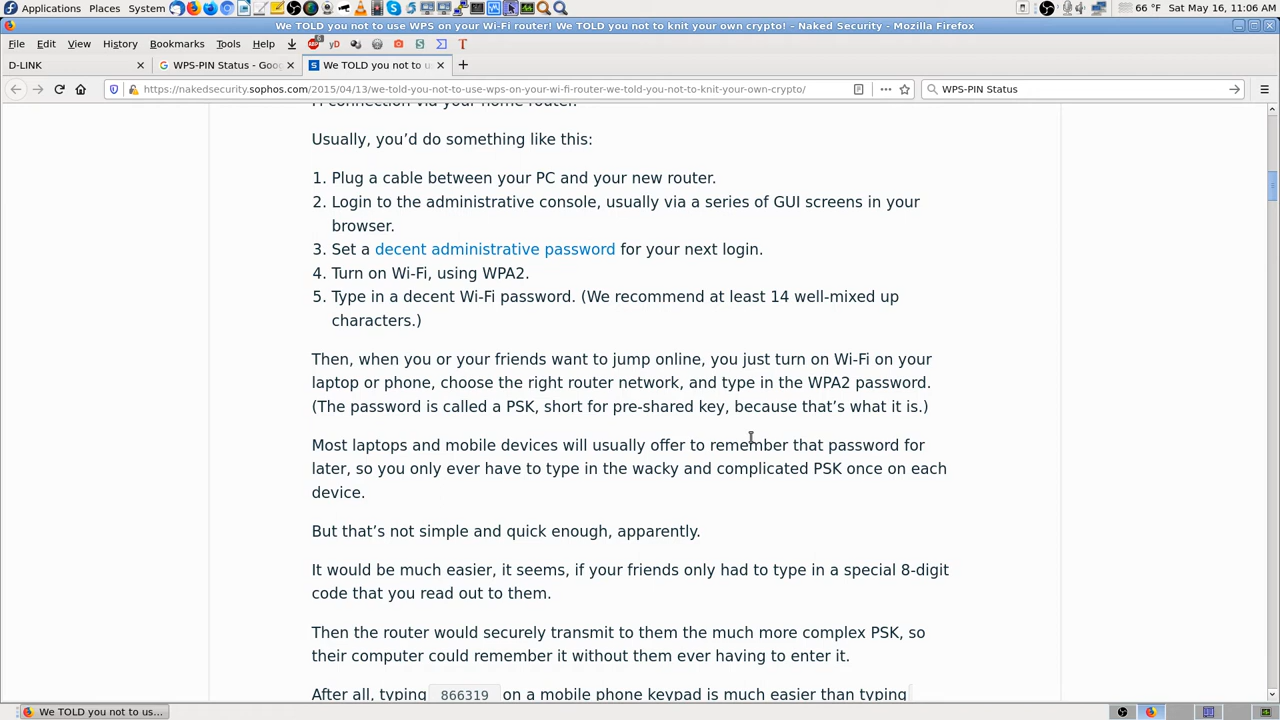 Applications Places System 66 °F Sat May 16, 11:06 AM
We TOLD you not to use WPS on your Wi-Fi router! We TOLD you not to knit your own crypto! - Naked Security - Mozilla Firefox
File Edit View History Bookmarks Tools Help
D-LINK WPS-PIN Status - Goo We TOLD you not to us
https://nakedsecurity.sophos.com/2015/04/13/we-told-you-not-to-use-wps-on-your-wi-fi-router-we-told-you-not-to-knit-your-own-crypto/ WPS-PIN Status
Fi connection via your home router.
Usually, you’d do something like this:
1. Plug a cable between your PC and your new router.
2. Login to the administrative console, usually via a series of GUI screens in your
browser.
3. Set a decent administrative password for your next login.
4. Turn on Wi-Fi, using WPA2.
5. Type in a decent Wi-Fi password. (We recommend at least 14 well-mixed up
characters.)
Then, when you or your friends want to jump online, you just turn on Wi-Fi on your
laptop or phone, choose the right router network, and type in the WPA2 password.
(The password is called a PSK, short for pre-shared key, because that’s what it is.)
Most laptops and mobile devices will usually offer to remember that password for
later, so you only ever have to type in the wacky and complicated PSK once on each
device.
But that’s not simple and quick enough, apparently.
It would be much easier, it seems, if your friends only had to type in a special 8-digit
code that you read out to them.
Then the router would securely transmit to them the much more complex PSK, so
their computer could remember it without them ever having to enter it.
After all, typing 866319 on a mobile phone keypad is much easier than typing
We TOLD you not to us...